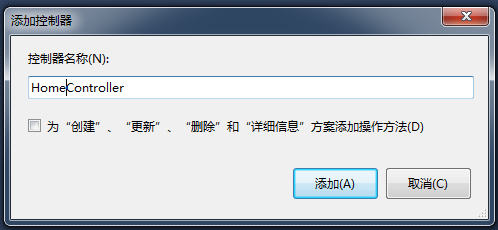 添加控制器
控制器名称(N):
HomeController
为“创建”、“更新”、“删除”和“详细信息”方案添加操作方法(D)
添加(A)
取消(C)